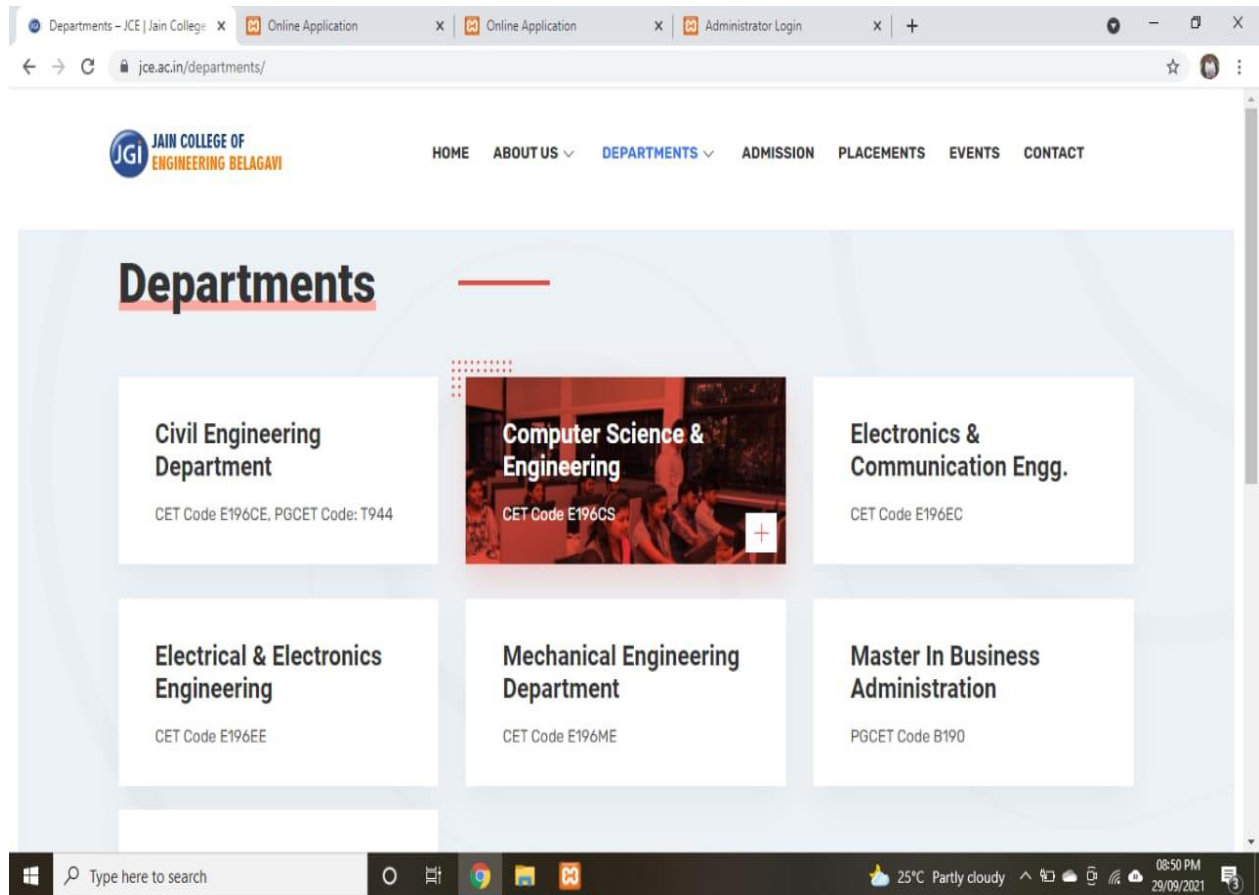 Departments – JCE | Jain College
Online Application
Online Application
Administrator Login
jce.ac.in/departments/
JGI
JAIN COLLEGE OF
ENGINEERING BELAGAVI
HOME ABOUT US DEPARTMENTS ADMISSION PLACEMENTS EVENTS CONTACT
Departments
Civil Engineering
Department
CET Code E196CE, PGCET Code: T944
Computer Science &
Engineering
CET Code E196CS
+
Electronics &
Communication Engg.
CET Code E196EC
Electrical & Electronics
Engineering
CET Code E196EE
Mechanical Engineering
Department
CET Code E196ME
Master In Business
Administration
PGCET Code B190
Type here to search
25°C Partly cloudy
08:50 PM
29/09/2021
3